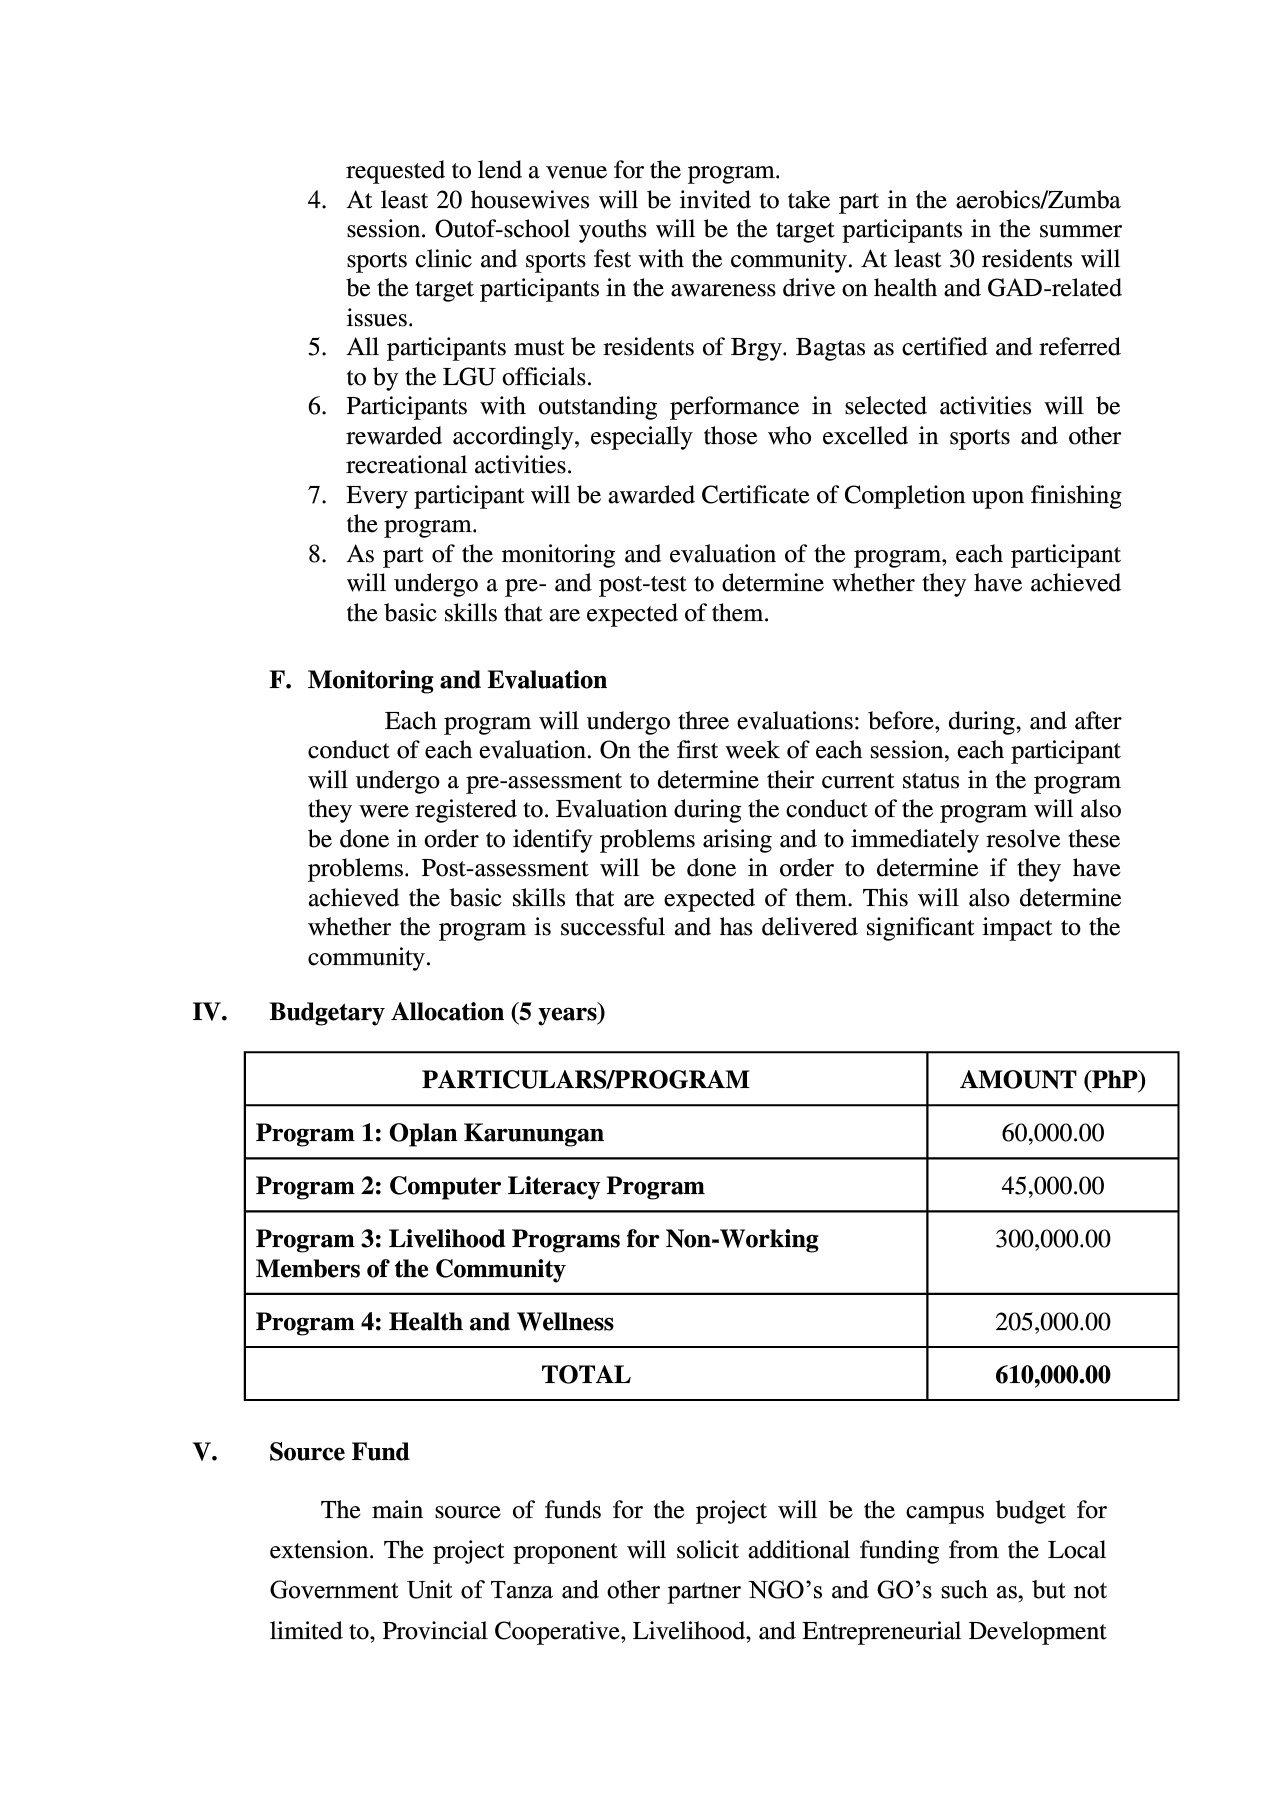 requested to lend a venue for the program.
4. At least 20 housewives will be invited to take part in the aerobics/Zumba
session. Outof-school youths will be the target participants in the summer
sports clinic and sports fest with the community. At least 30 residents will
be the target participants in the awareness drive on health and GAD-related
issues.
5. All participants must be residents of Brgy. Bagtas as certified and referred
to by the LGU officials.
6. Participants with outstanding performance in selected activities will be
rewarded accordingly, especially those who excelled in sports and other
recreational activities.
7. Every participant will be awarded Certificate of Completion upon finishing
the program.
8. As part of the monitoring and evaluation of the program, each participant
will undergo a pre- and post-test to determine whether they have achieved
the basic skills that are expected of them.
F. Monitoring and Evaluation
Each program will undergo three evaluations: before, during, and after
conduct of each evaluation. On the first week of each session, each participant
will undergo a pre-assessment to determine their current status in the program
they were registered to. Evaluation during the conduct of the program will also
be done in order to identify problems arising and to immediately resolve these
problems. Post-assessment will be done in order to determine if they have
achieved the basic skills that are expected of them. This will also determine
whether the program is successful and has delivered significant impact to the
community.
IV. Budgetary Allocation (5 years)
PARTICULARS/PROGRAM AMOUNT (PhP)
Program 1: Oplan Karunungan 60,000.00
Program 2: Computer Literacy Program 45,000.00
Program 3: Livelihood Programs for Non-Working 300,000.00
Members of the Community
Program 4: Health and Wellness 205,000.00
TOTAL 610,000.00
V. Source Fund
The main source of funds for the project will be the campus budget for
extension. The project proponent will solicit additional funding from the Local
Government Unit of Tanza and other partner NGO’s and GO’s such as, but not
limited to, Provincial Cooperative, Livelihood, and Entrepreneurial Development